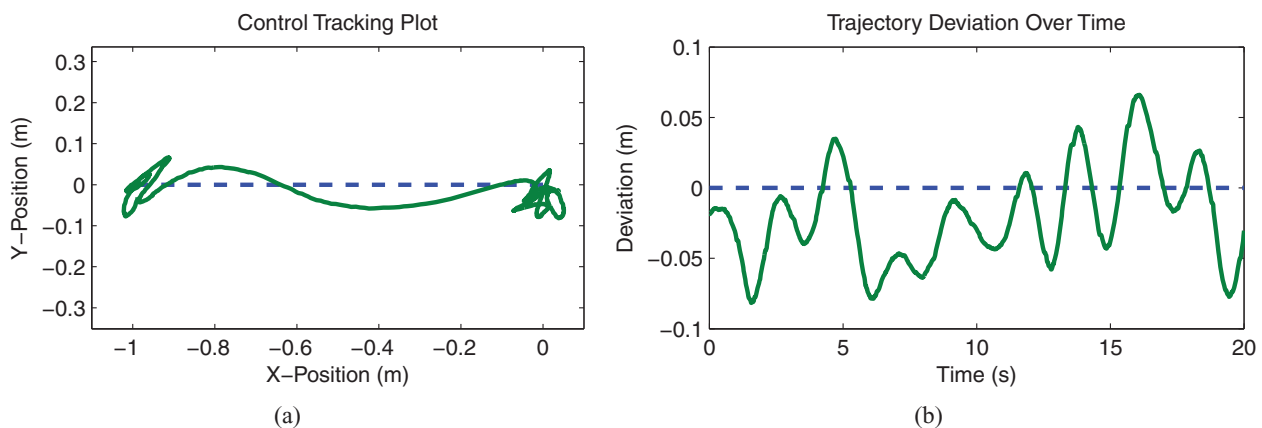 Control Tracking Plot
0.3
0.2
0.1
0
−0.1
−0.2
−0.3
Y−Position (m)
−1
−0.8
−0.6
−0.4
−0.2
0
X−Position (m)
(a)
Trajectory Deviation Over Time
0.1
0.05
0
−0.05
−0.1
Deviation (m)
0
5
10
15
20
Time (s)
(b)